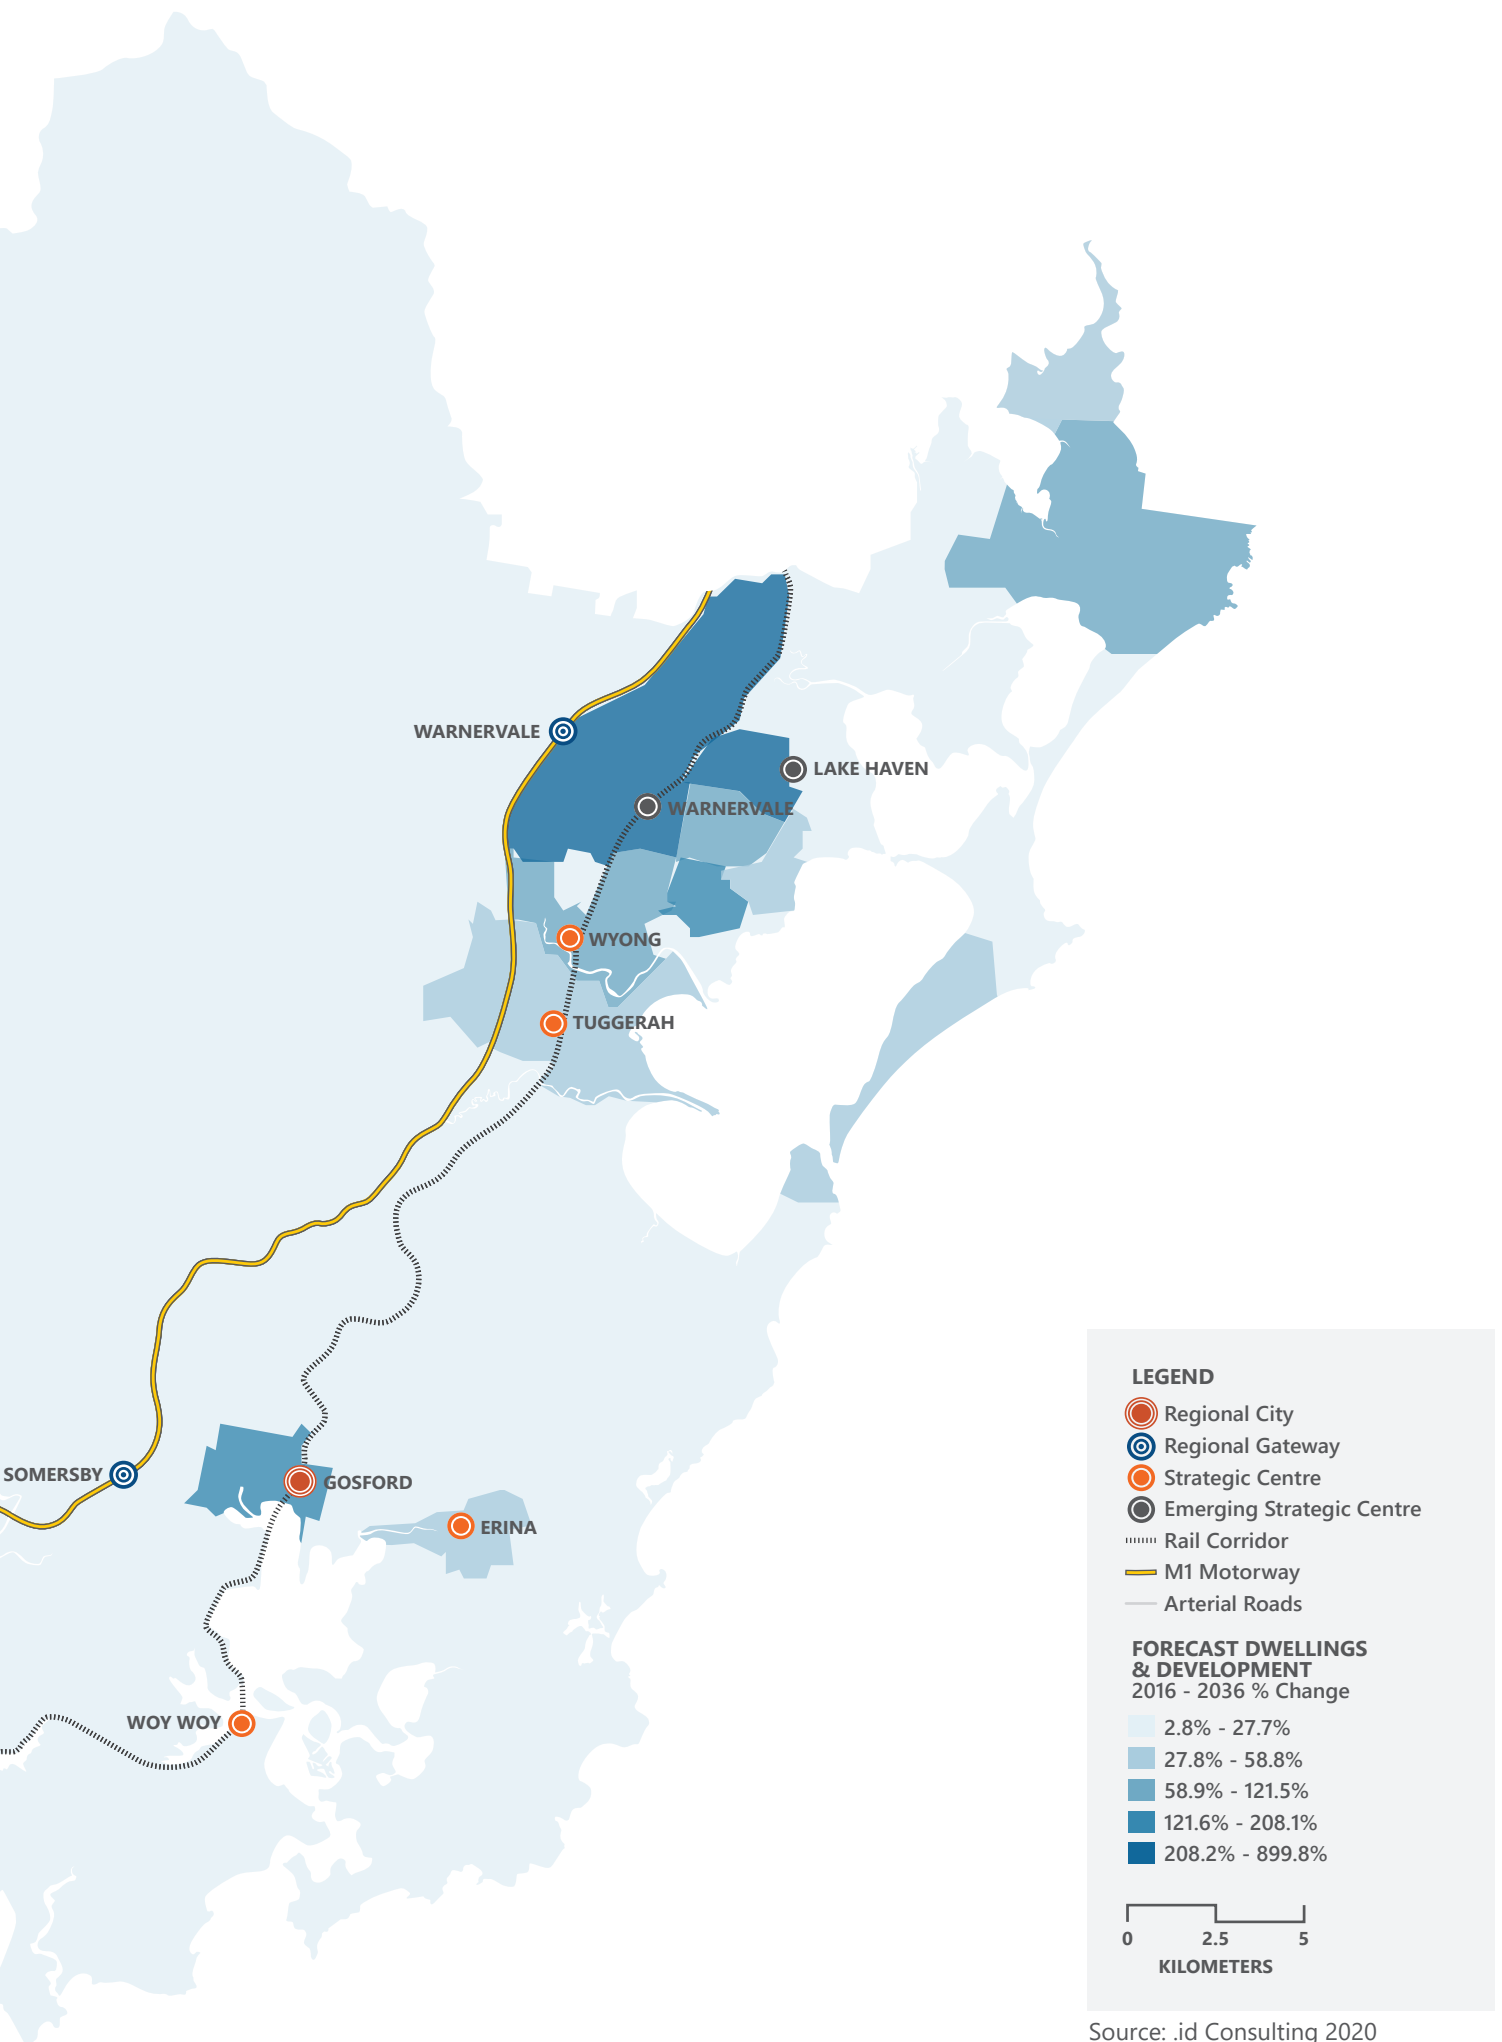 WARNERVALE
LAKE HAVEN
WARNERVALE
WYONG
TUGGERAH
SOMERSBY
GOSFORD
ERINA
WOY WOY
LEGEND
Regional City
Regional Gateway
Strategic Centre
Emerging Strategic Centre
Rail Corridor
M1 Motorway
Arterial Roads
FORECAST DWELLINGS
& DEVELOPMENT
2016 - 2036 % Change
2.8% - 27.7%
27.8% - 58.8%
58.9% - 121.5%
121.6% - 208.1%
208.2% - 899.8%
0 2.5 5
KILOMETERS
Source: .id Consulting 2020